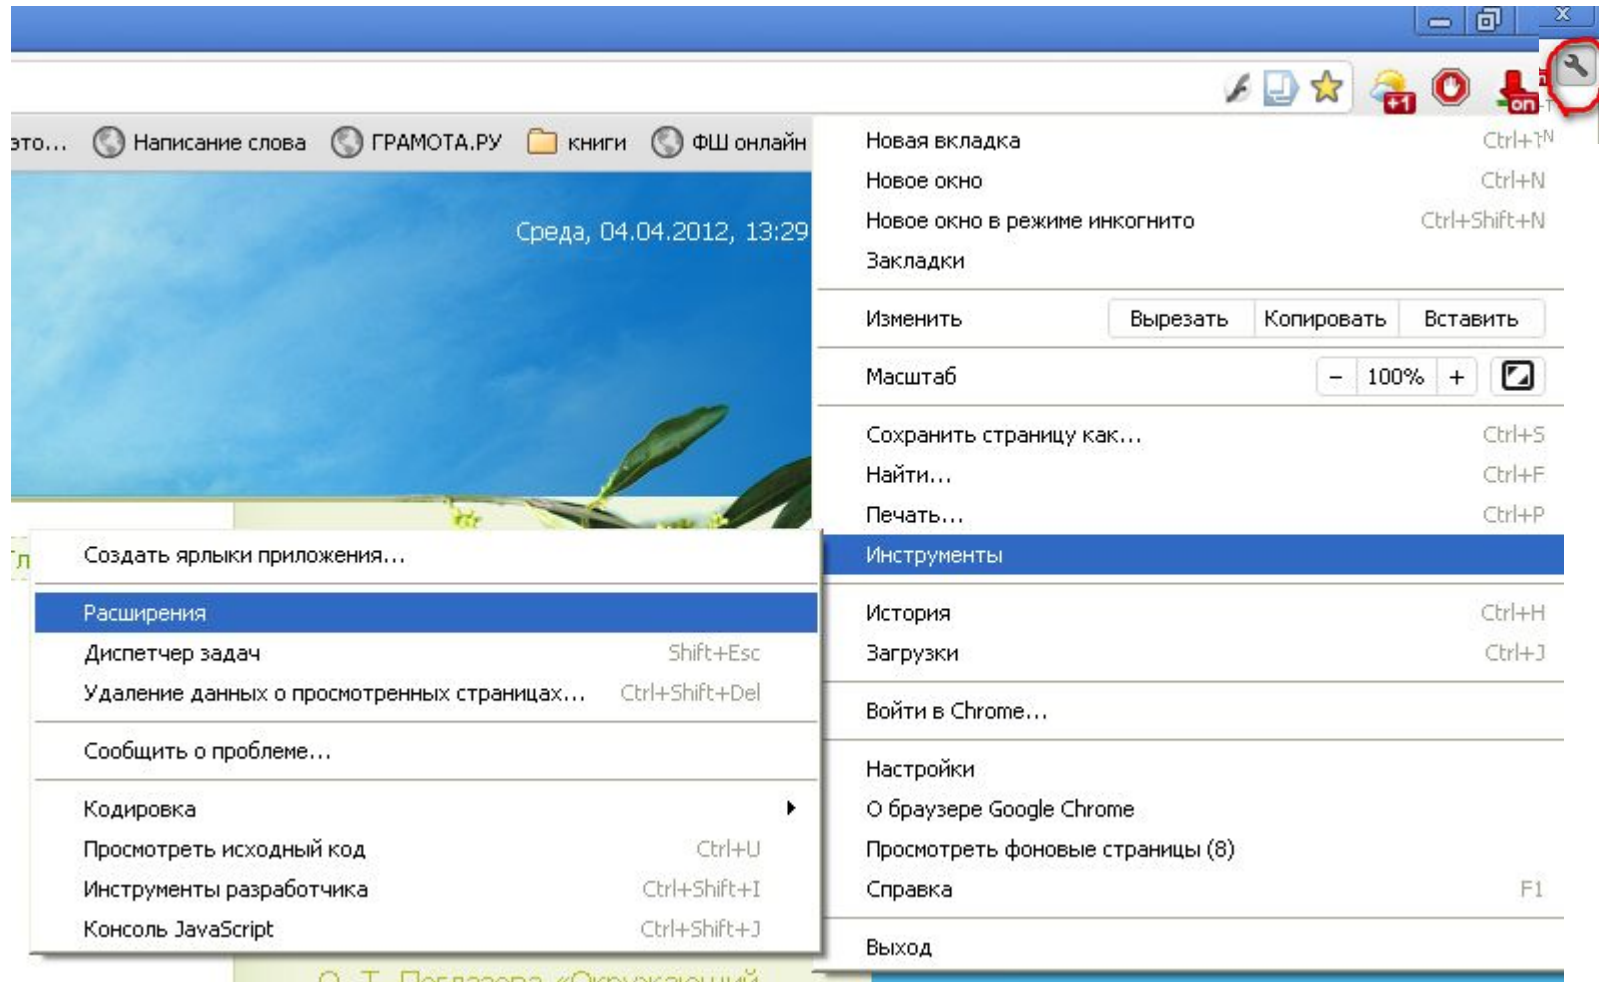 +1
on
это... Написание слова ГРАМОТА.РУ книги ФШ онлайн
Среда, 04.04.2012, 13:29
Новая вкладка
Новое окно Ctrl+N
Новое окно в режиме инкогнито Ctrl+Shift+N
Закладки
Изменить Вырезать Копировать Вставить
Масштаб - 100% +
Сохранить страницу как... Ctrl+S
Найти... Ctrl+F
Печать... Ctrl+P
Инструменты
История Ctrl+H
Загрузки Ctrl+J
Войти в Chrome...
Настройки
О браузере Google Chrome
Просмотреть фоновые страницы (8)
Справка F1
Выход
Создать ярлыки приложения...
Расширения
Диспетчер задач Shift+Esc
Удаление данных о просмотренных страницах... Ctrl+Shift+Del
Сообщить о проблеме...
Кодировка
Просмотреть исходный код Ctrl+U
Инструменты разработчика Ctrl+Shift+I
Консоль JavaScript Ctrl+Shift+J
О. Т. Поглазова «Окружающий